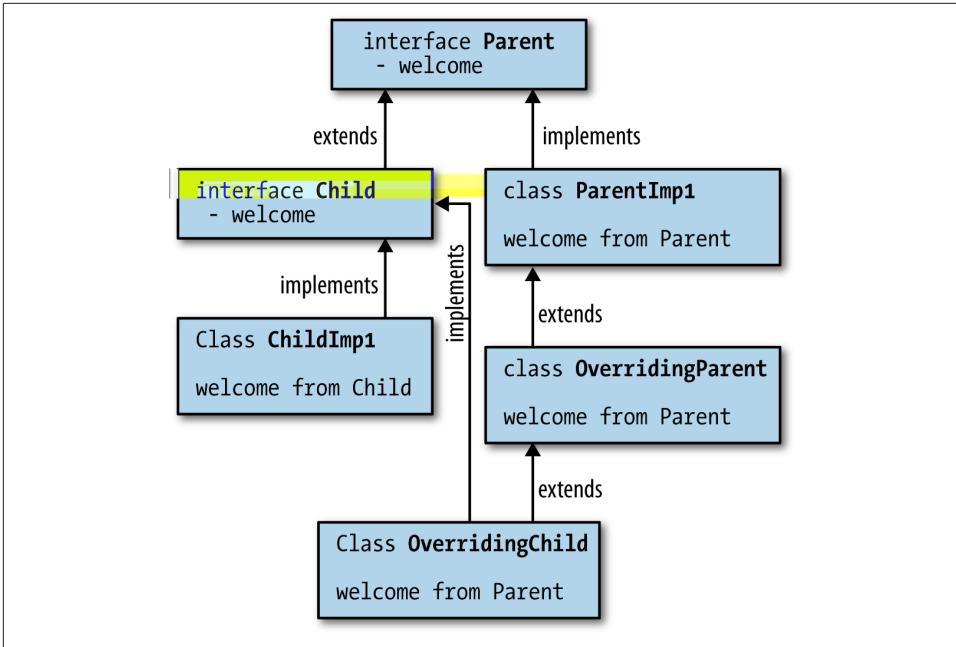 interface Parent
- welcome
extends
implements
interface Child
- welcome
class ParentImp1
welcome from Parent
implements
implements
extends
Class ChildImp1
welcome from Child
class OverridingParent
welcome from Parent
extends
Class OverridingChild
welcome from Parent